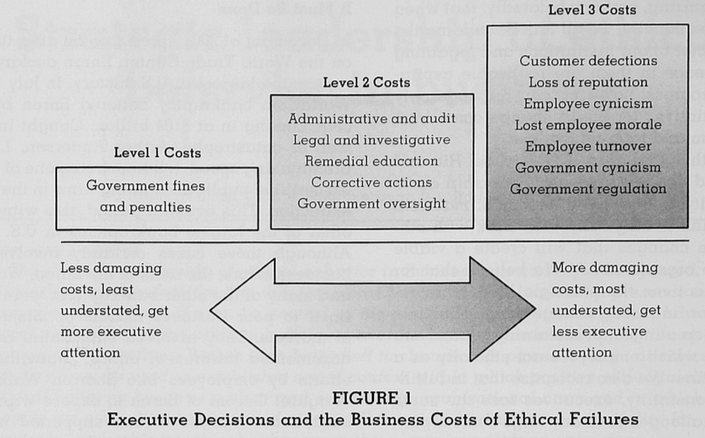 Level 1 Costs
Government fines
and penalties
Level 2 Costs
Administrative and audit
Legal and investigative
Remedial education
Corrective actions
Government oversight
Level 3 Costs
Customer defections
Loss of reputation
Employee cynicism
Lost employee morale
Employee turnover
Government cynicism
Government regulation
Less damaging
costs, least
understated, get
more executive
attention
More damaging
costs, most
understated, get
less executive
attention
FIGURE 1
Executive Decisions and the Business Costs of Ethical Failures